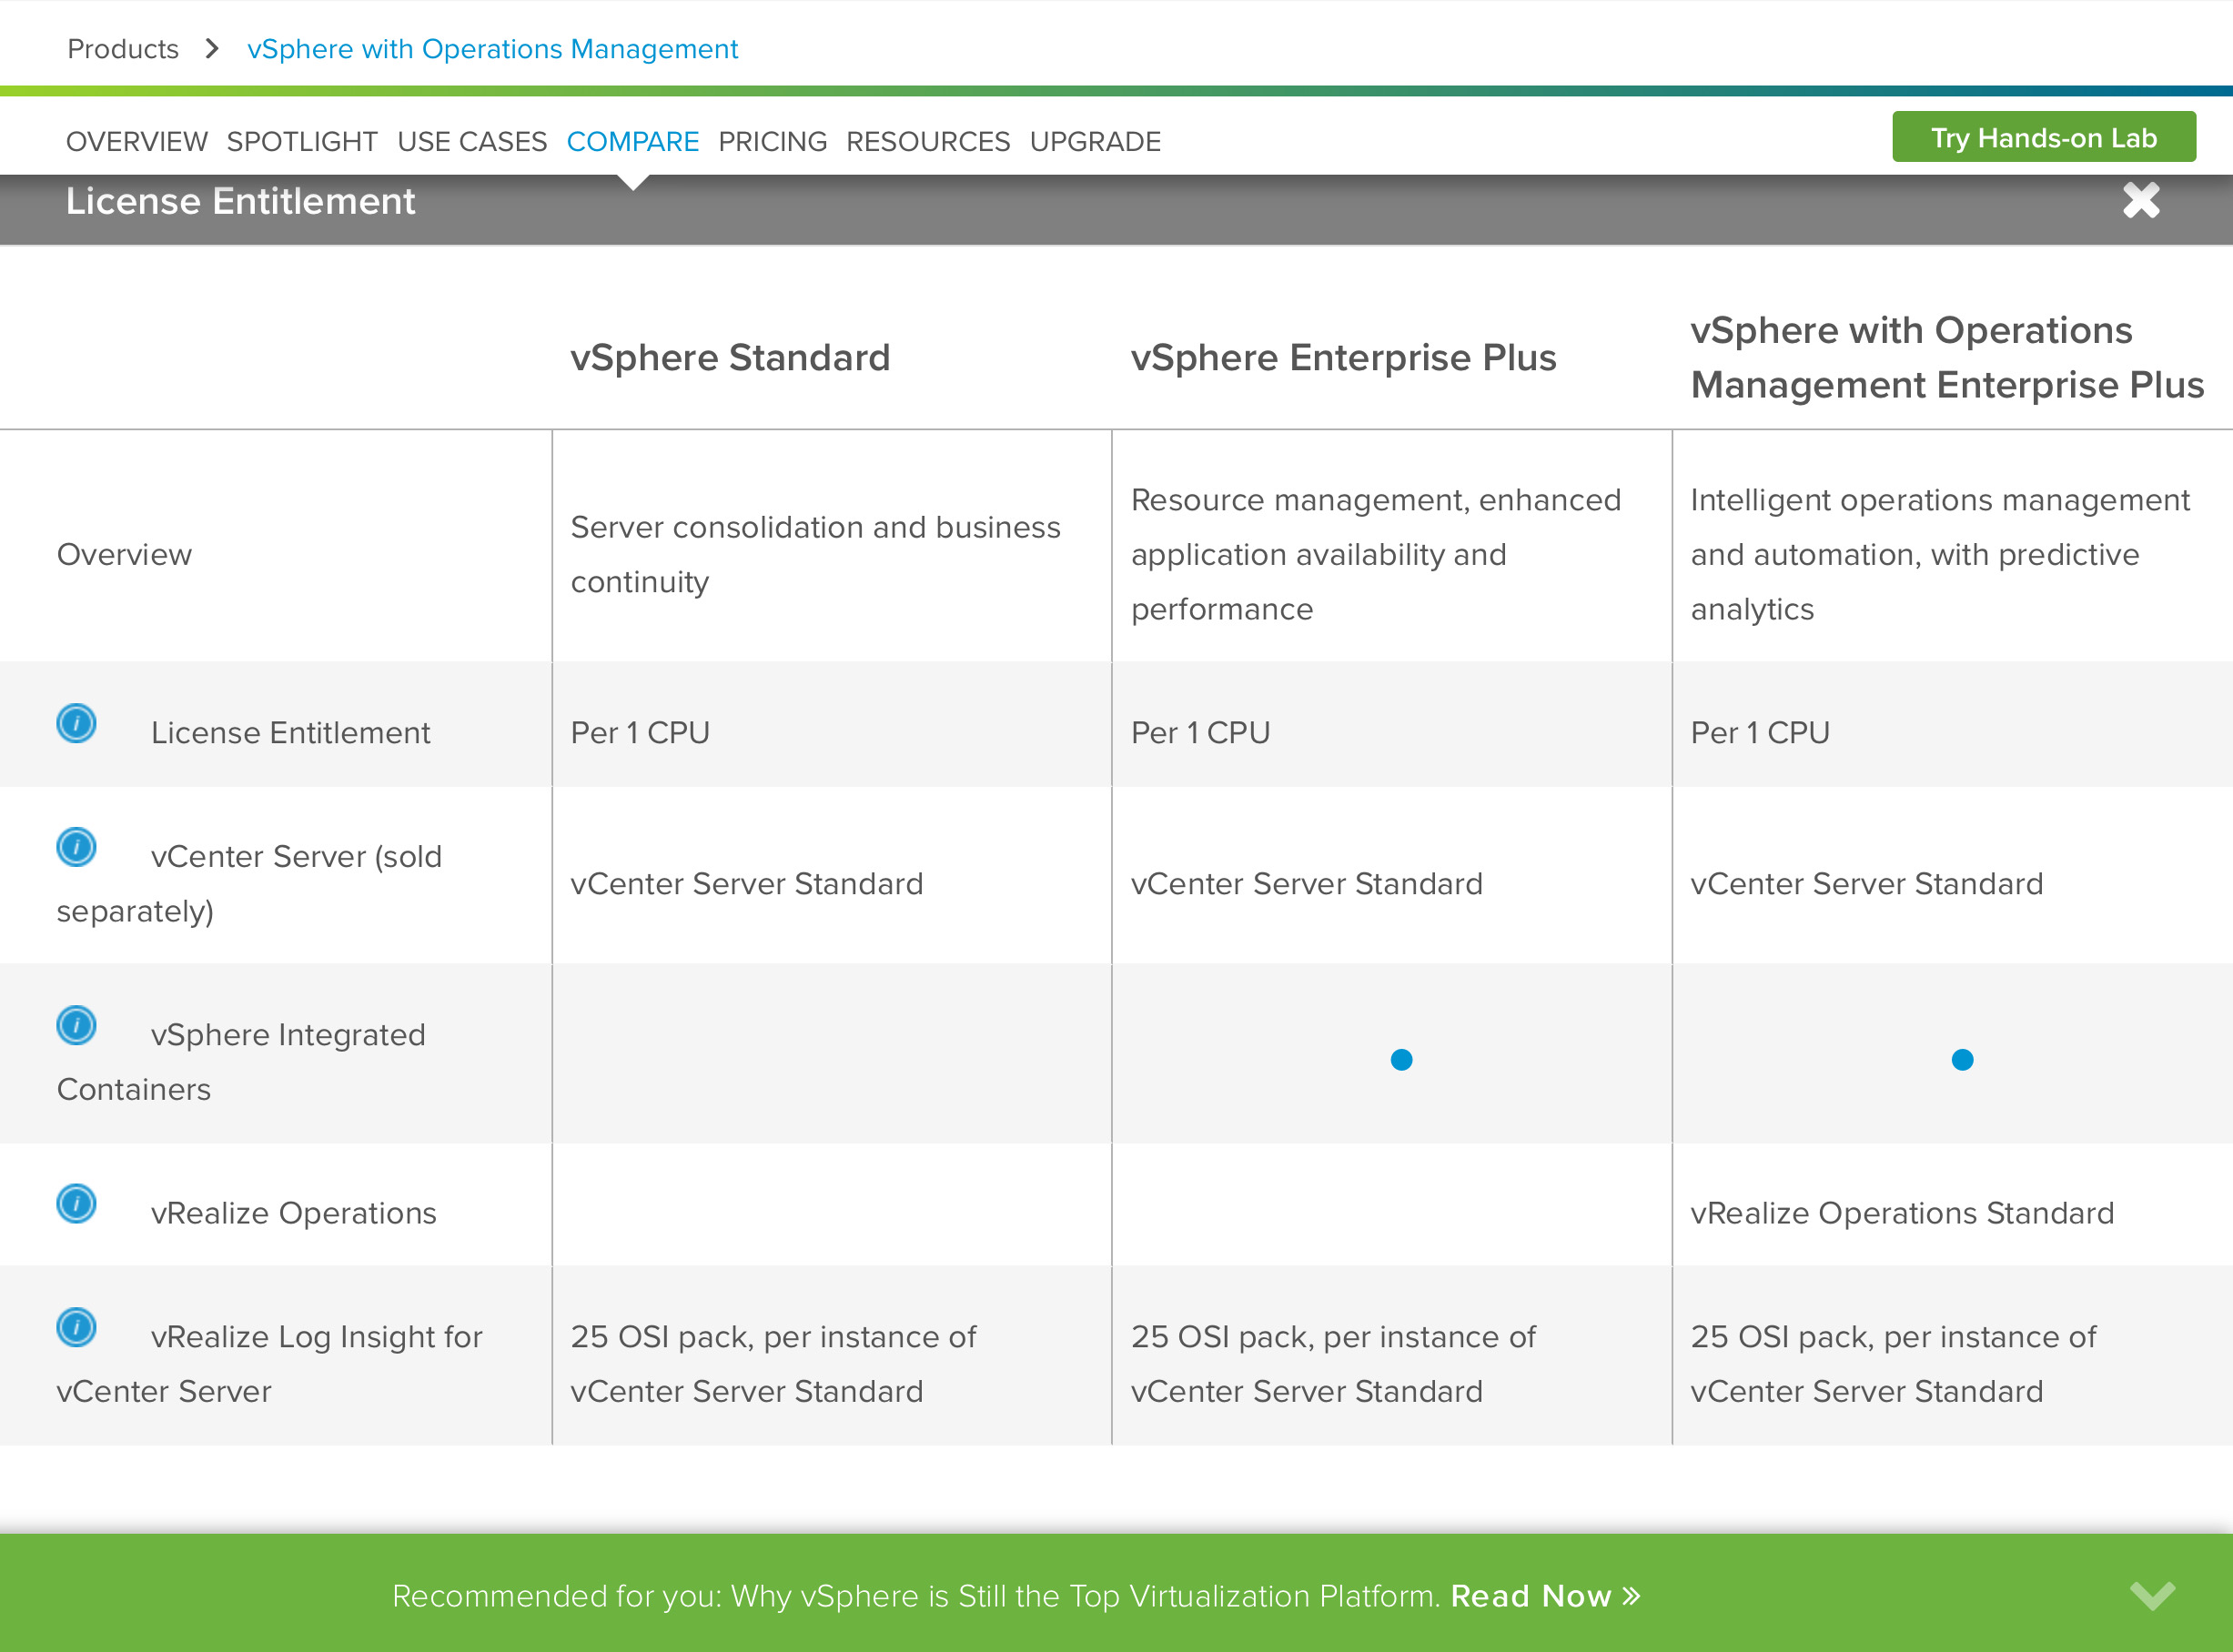 Products > vSphere with Operations Management
OVERVIEW SPOTLIGHT USE CASES COMPARE PRICING RESOURCES UPGRADE
Try Hands-on Lab
License Entitlement
vSphere Standard
vSphere Enterprise Plus
vSphere with Operations
Management Enterprise Plus
Overview
Server consolidation and business
continuity
Resource management, enhanced
application availability and
performance
Intelligent operations management
and automation, with predictive
analytics
License Entitlement
Per 1 CPU
Per 1 CPU
Per 1 CPU
vCenter Server (sold
separately)
vCenter Server Standard
vCenter Server Standard
vCenter Server Standard
vSphere Integrated
Containers
vRealize Operations
vRealize Operations Standard
vRealize Log Insight for
vCenter Server
25 OSI pack, per instance of
vCenter Server Standard
25 OSI pack, per instance of
vCenter Server Standard
25 OSI pack, per instance of
vCenter Server Standard
Recommended for you: Why vSphere is Still the Top Virtualization Platform. Read Now »